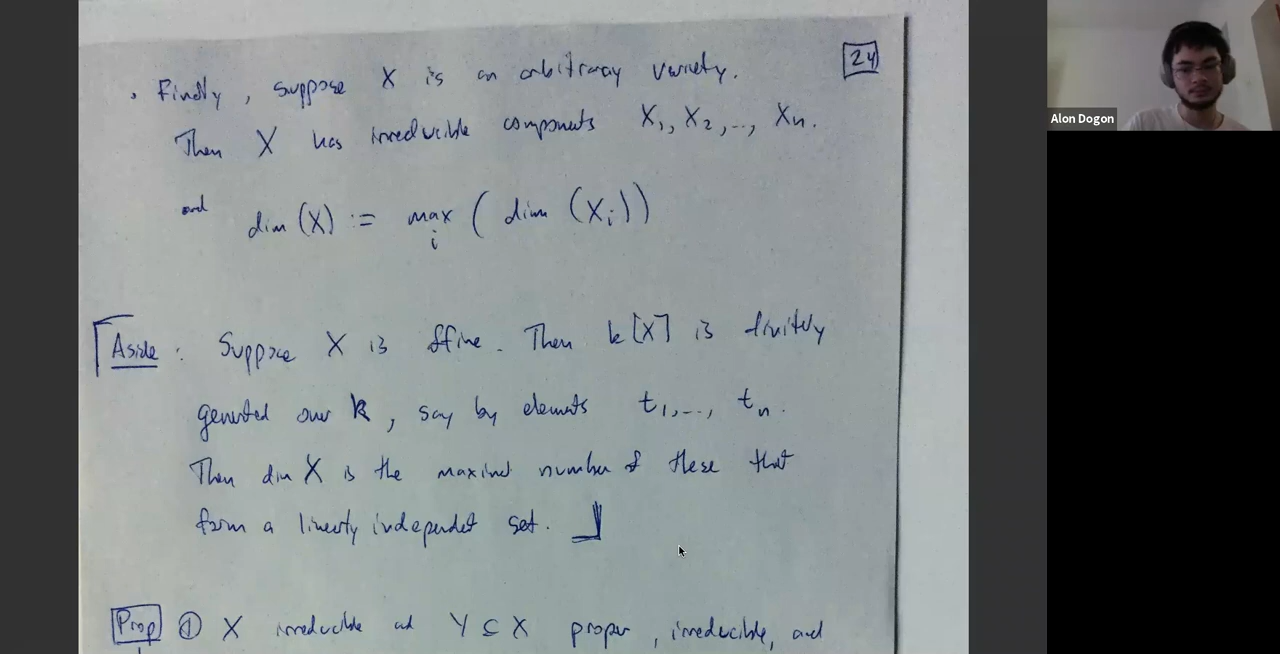 24
. Finally, suppose X is an arbitrary variety.
Then X has irreducible components X₁, X₂, .., Xₙ.
and dim (X) := max ( dim (Xᵢ))
i
Aside : Suppose X is affine. Then k[X] is finitely
generated over k, say by elements t₁,..., tₙ.
Then dim X is the maximal number of these that
form a linearly independent set.
Prop ① X irreducible and Y ⊆ X proper, irreducible, and
Alon Dogon